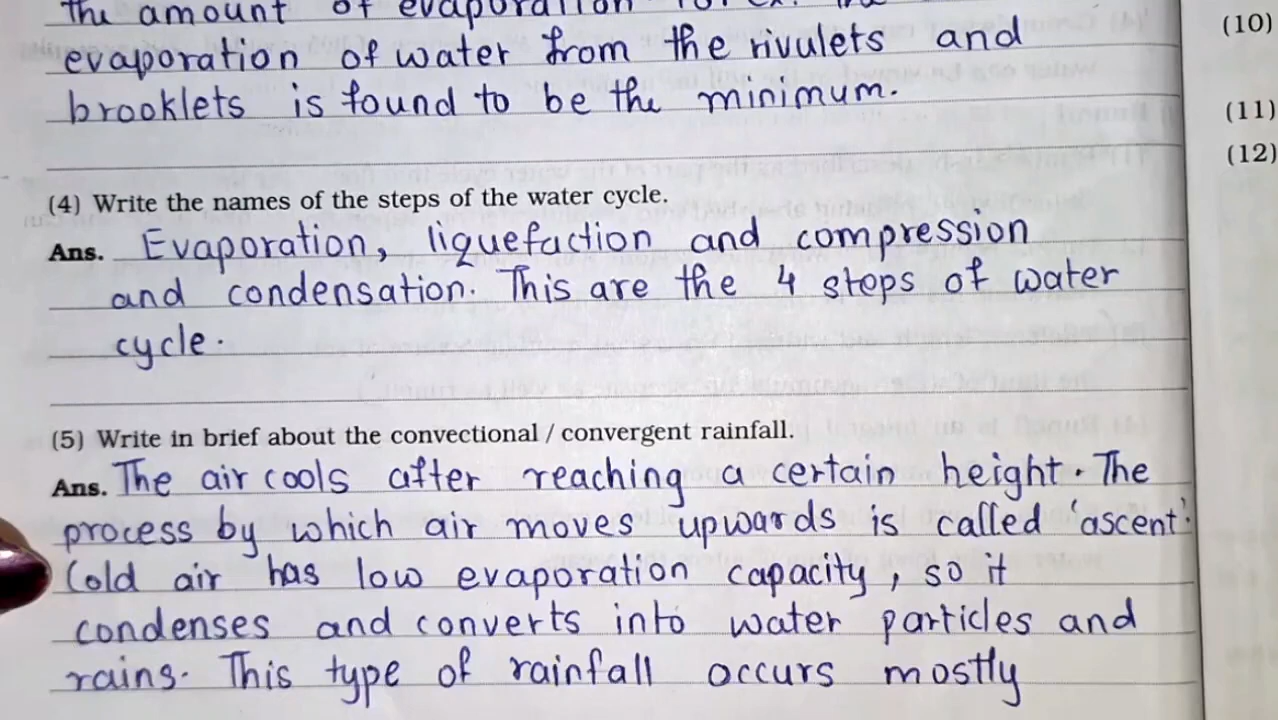 the amount of evaporation
evaporation of water from the rivulets and
brooklets is found to be the minimum.
(10)
(11)
(12)
(4) Write the names of the steps of the water cycle.
Ans. Evaporation, liquefaction and compression
and condensation. This are the 4 steps of water
cycle.
(5) Write in brief about the convectional / convergent rainfall.
Ans. The air cools after reaching a certain height. The
process by which air moves upwards is called 'ascent'.
Cold air has low evaporation capacity, so it
condenses and converts into water particles and
rains. This type of rainfall occurs mostly